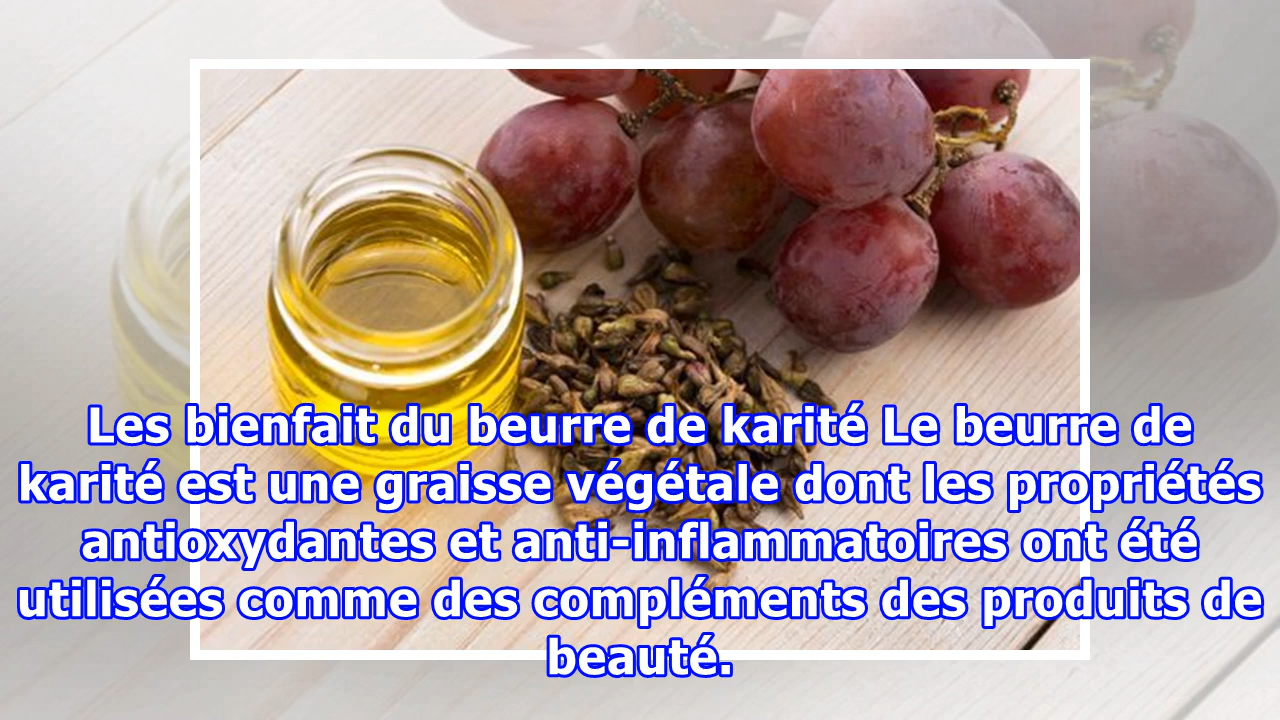 Les bienfait du beurre de karité Le beurre de
karité est une graisse végétale dont les propriétés
antioxydantes et anti-inflammatoires ont été
utilisées comme des compléments des produits de
beauté.